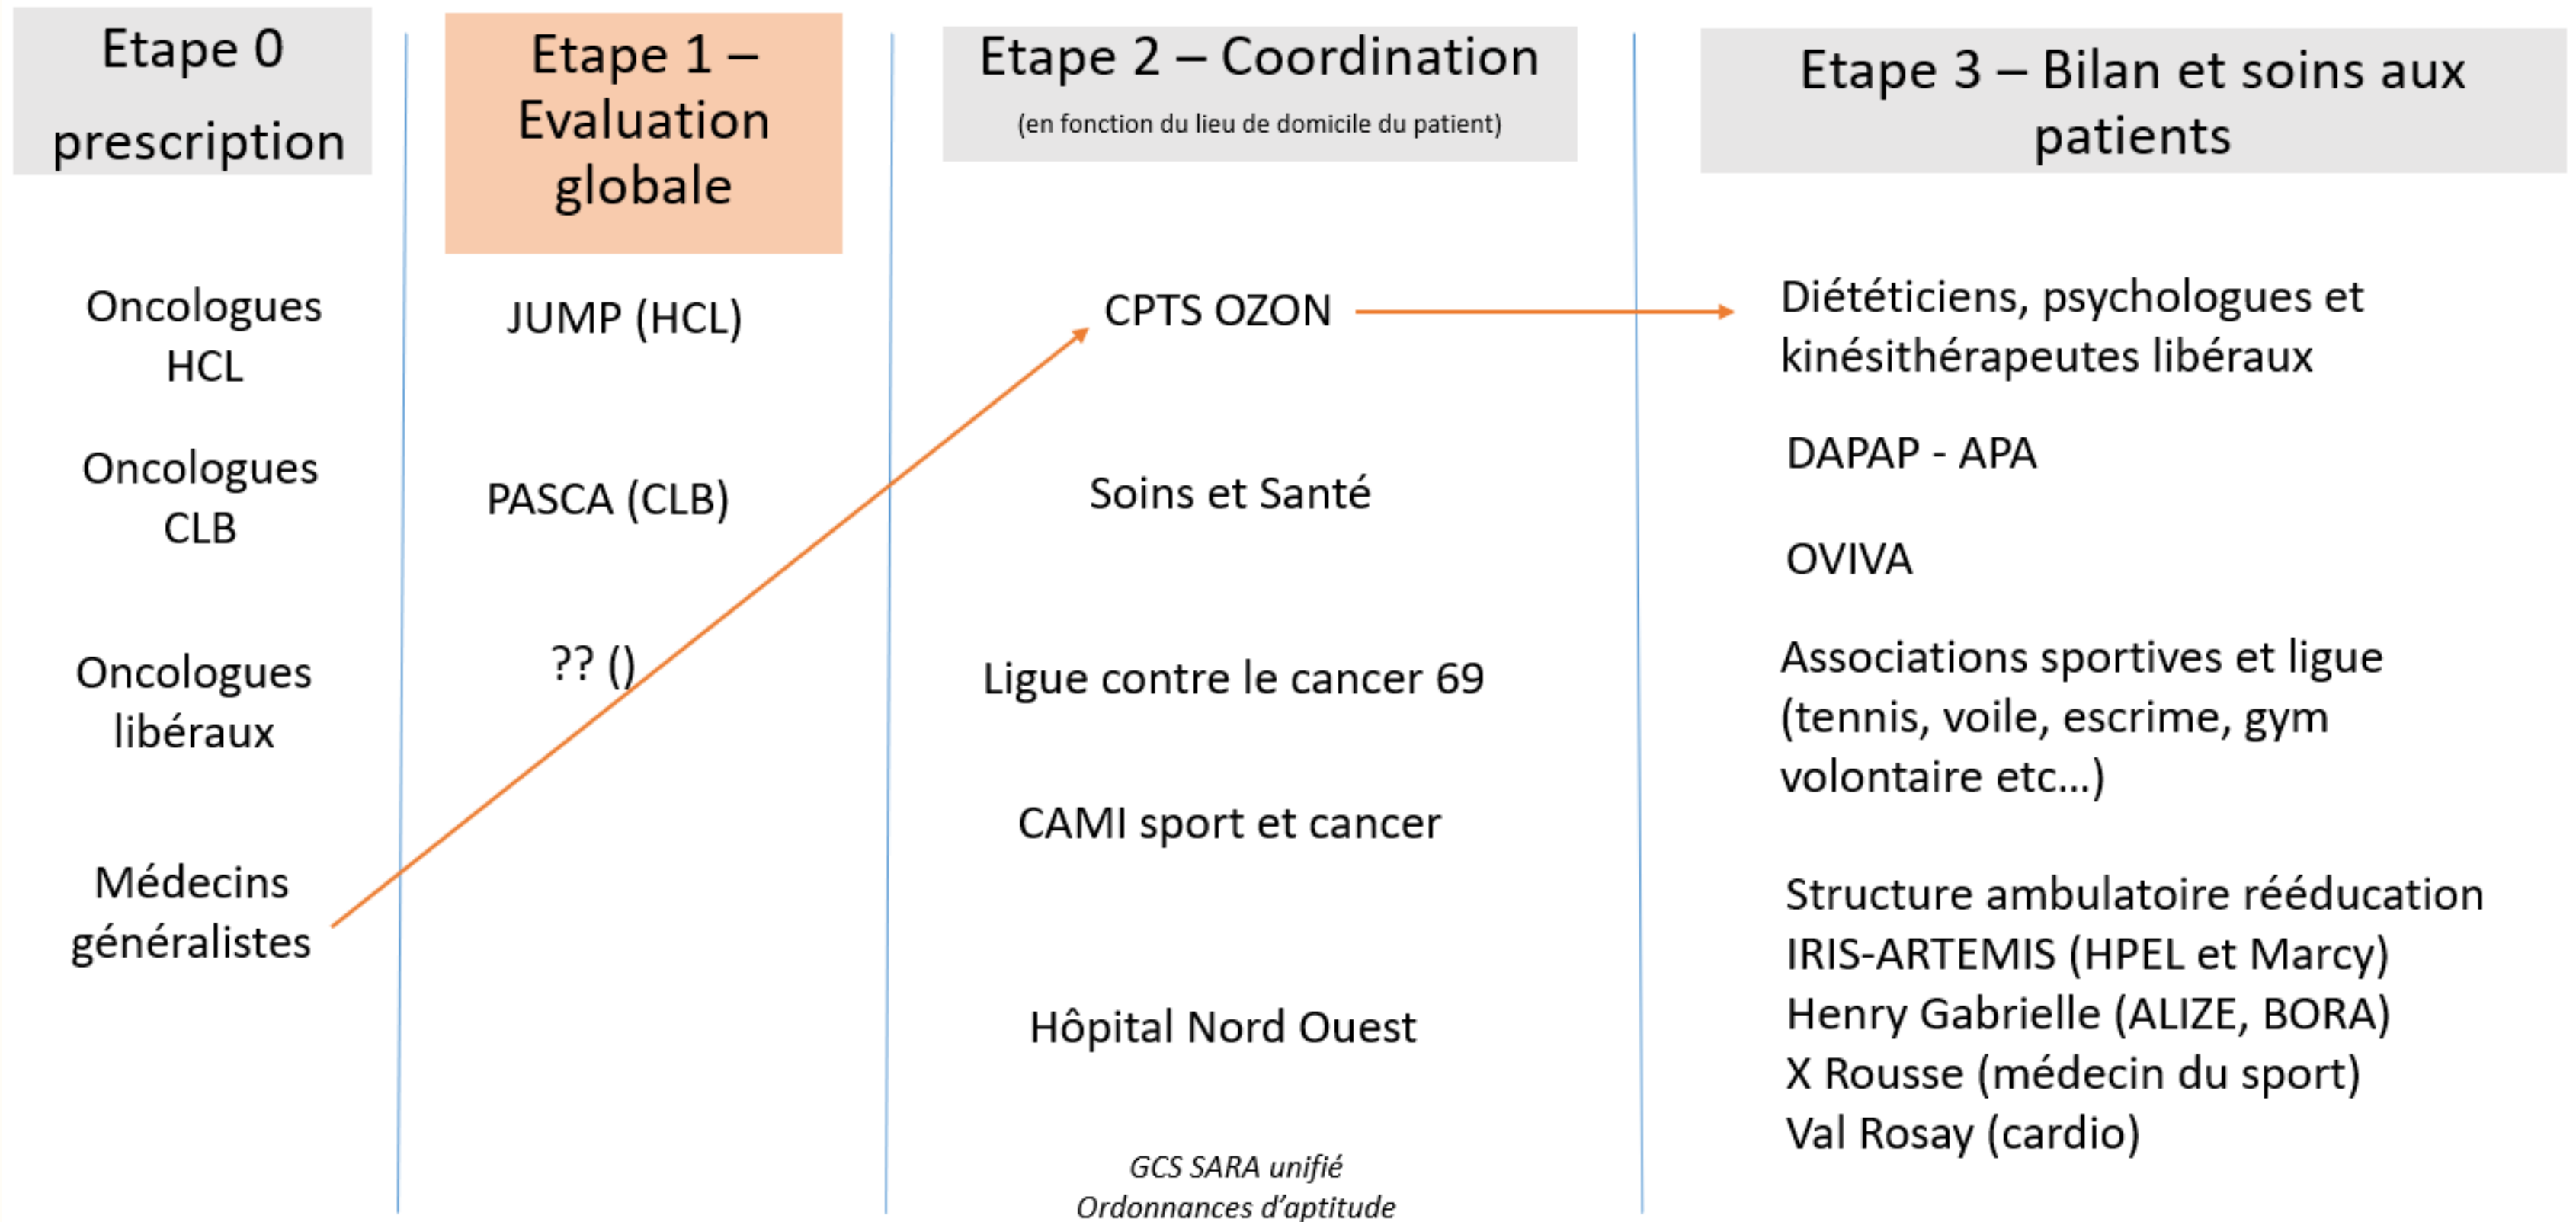 Etape 0
prescription
Oncologues
HCL
Oncologues
CLB
Oncologues
libéraux
Médecins
généralistes
Etape 1 –
Evaluation
globale
JUMP (HCL)
PASCA (CLB)
?? ()
Etape 2 – Coordination
(en fonction du lieu de domicile du patient)
CPTS OZON
Soins et Santé
Ligue contre le cancer 69
CAMI sport et cancer
Hôpital Nord Ouest
GCS SARA unifié
Ordonnances d'aptitude
Etape 3 – Bilan et soins aux
patients
Diététiciens, psychologues et
kinésithérapeutes libéraux
DAPAP - APA
OVIVA
Associations sportives et ligue
(tennis, voile, escrime, gym
volontaire etc...)
Structure ambulatoire rééducation
IRIS-ARTEMIS (HPEL et Marcy)
Henry Gabrielle (ALIZE, BORA)
X Rousse (médecin du sport)
Val Rosay (cardio)